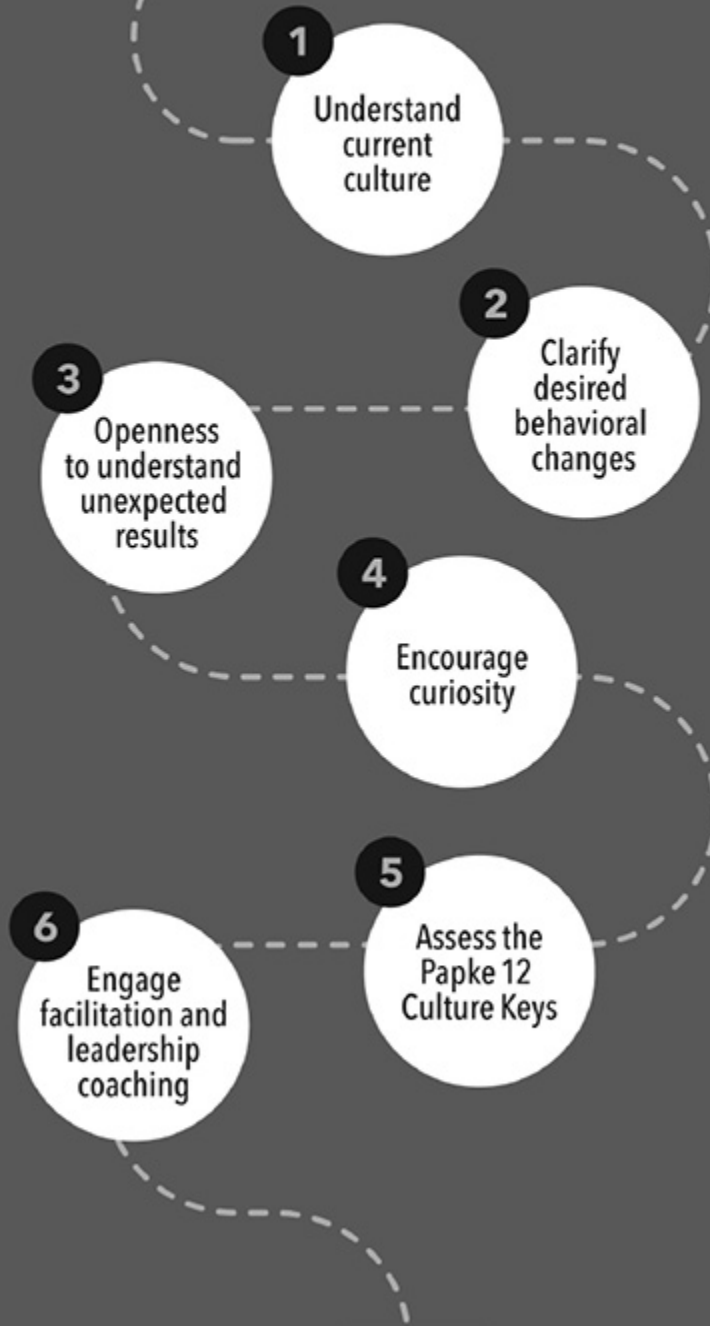 1
Understand
current
culture
2
Clarify
desired
behavioral
changes
3
Openness
to understand
unexpected
results
4
Encourage
curiosity
5
Assess the
Papke 12
Culture Keys
6
Engage
facilitation and
leadership
coaching